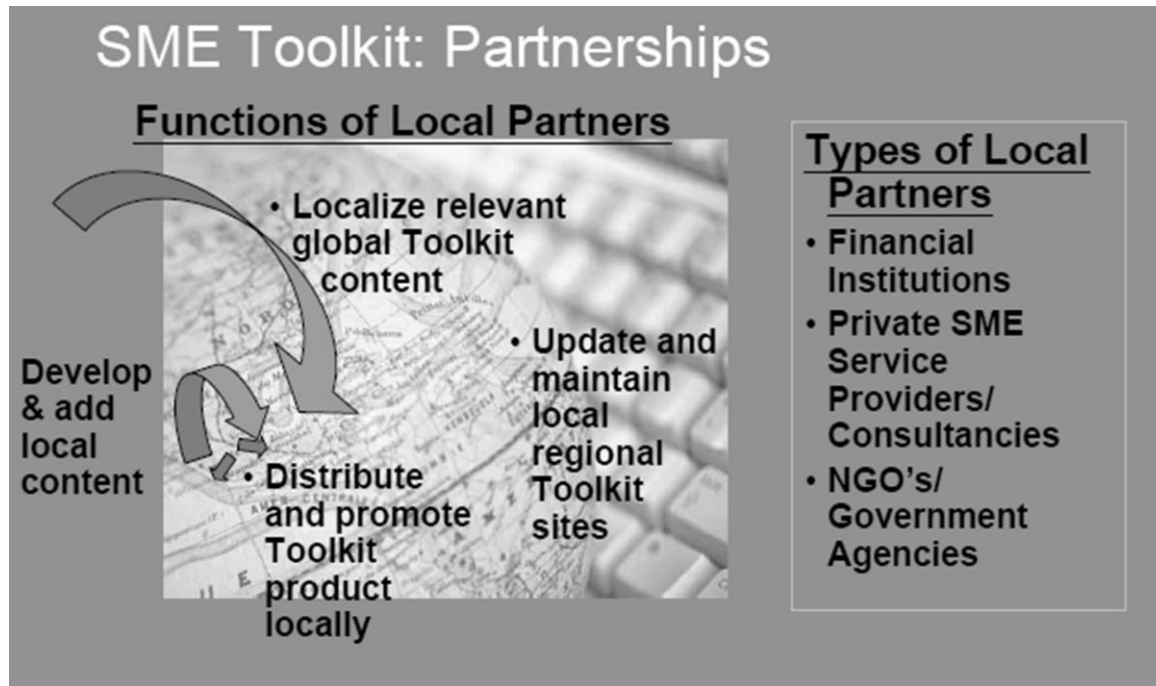 SME Toolkit: Partnerships
Functions of Local Partners
• Localize relevant
global Toolkit
content
• Update and
maintain
local
regional
Toolkit
sites
Develop
& add
local
content
• Distribute
and promote
Toolkit
product
locally
Types of Local
Partners
• Financial
Institutions
• Private SME
Service
Providers/
Consultancies
• NGO's/
Government
Agencies